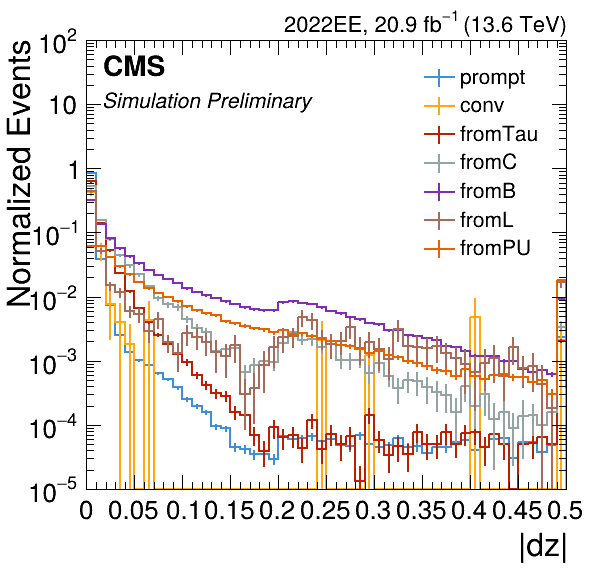 2022EE, 20.9 fb⁻¹ (13.6 TeV)
CMS
Simulation Preliminary
prompt
conv
fromTau
fromC
fromB
fromL
fromPU
Normalized Events
10²
10
1
10⁻¹
10⁻²
10⁻³
10⁻⁴
10⁻⁵
0 0.05 0.1 0.15 0.2 0.25 0.3 0.35 0.4 0.45 0.5
|dz|